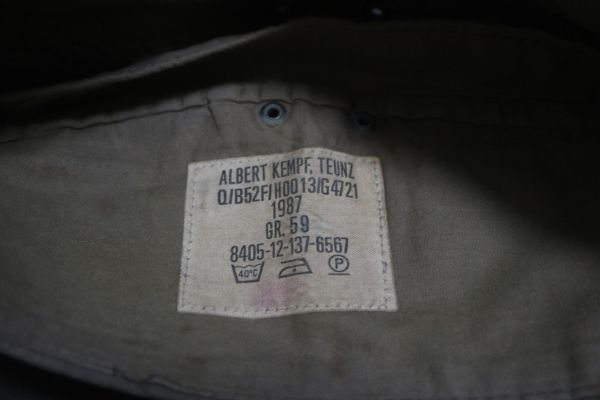 ALBERT KEMPF, TEUNZ
Q/B52F/H0013/G4721
1987
GR. 59
8405-12-137-6567
40°C P